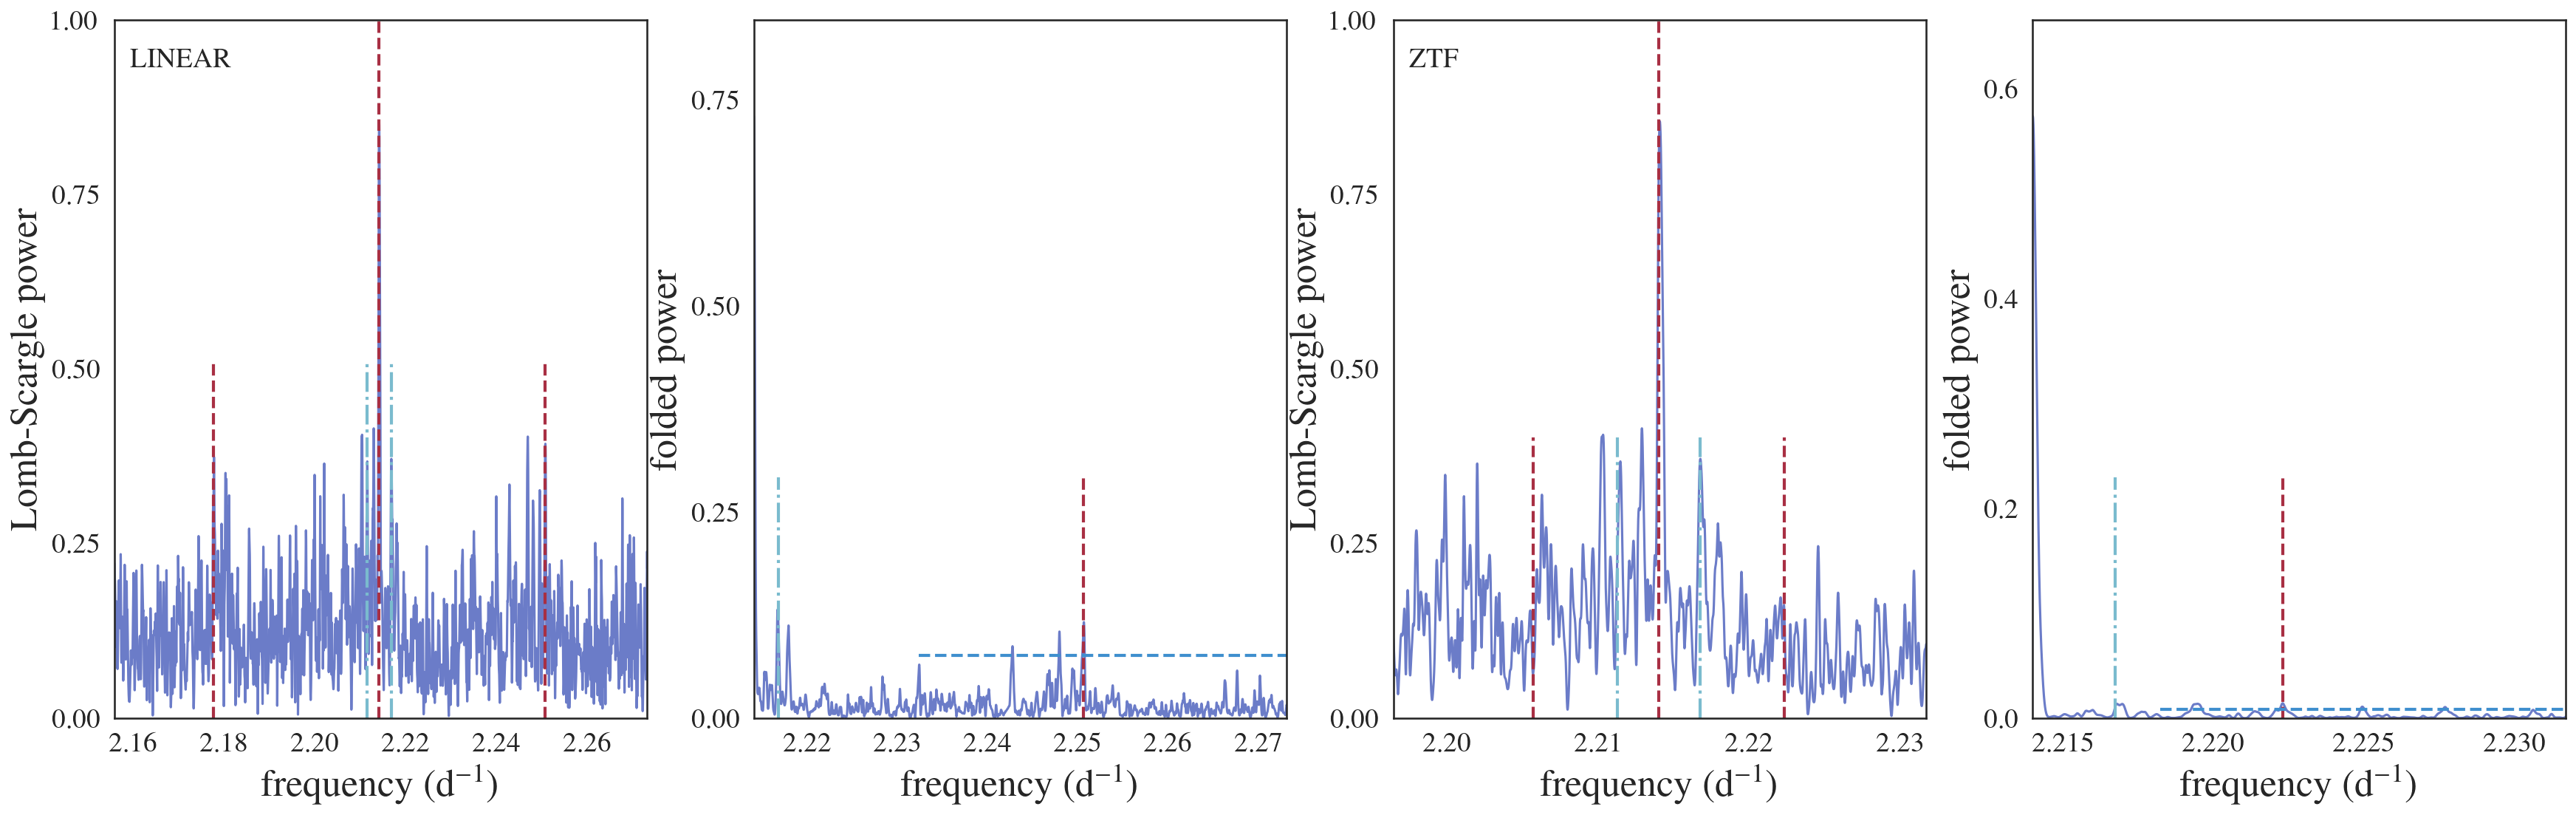 LINEAR
Lomb-Scargle power
1.00
0.75
0.50
0.25
0.00
2.16 2.18 2.20 2.22 2.24 2.26
frequency (d⁻¹)
folded power
0.75
0.50
0.25
0.00
2.22 2.23 2.24 2.25 2.26 2.27
frequency (d⁻¹)
ZTF
Lomb-Scargle power
1.00
0.75
0.50
0.25
0.00
2.20 2.21 2.22 2.23
frequency (d⁻¹)
folded power
0.6
0.4
0.2
0.0
2.215 2.220 2.225 2.230
frequency (d⁻¹)